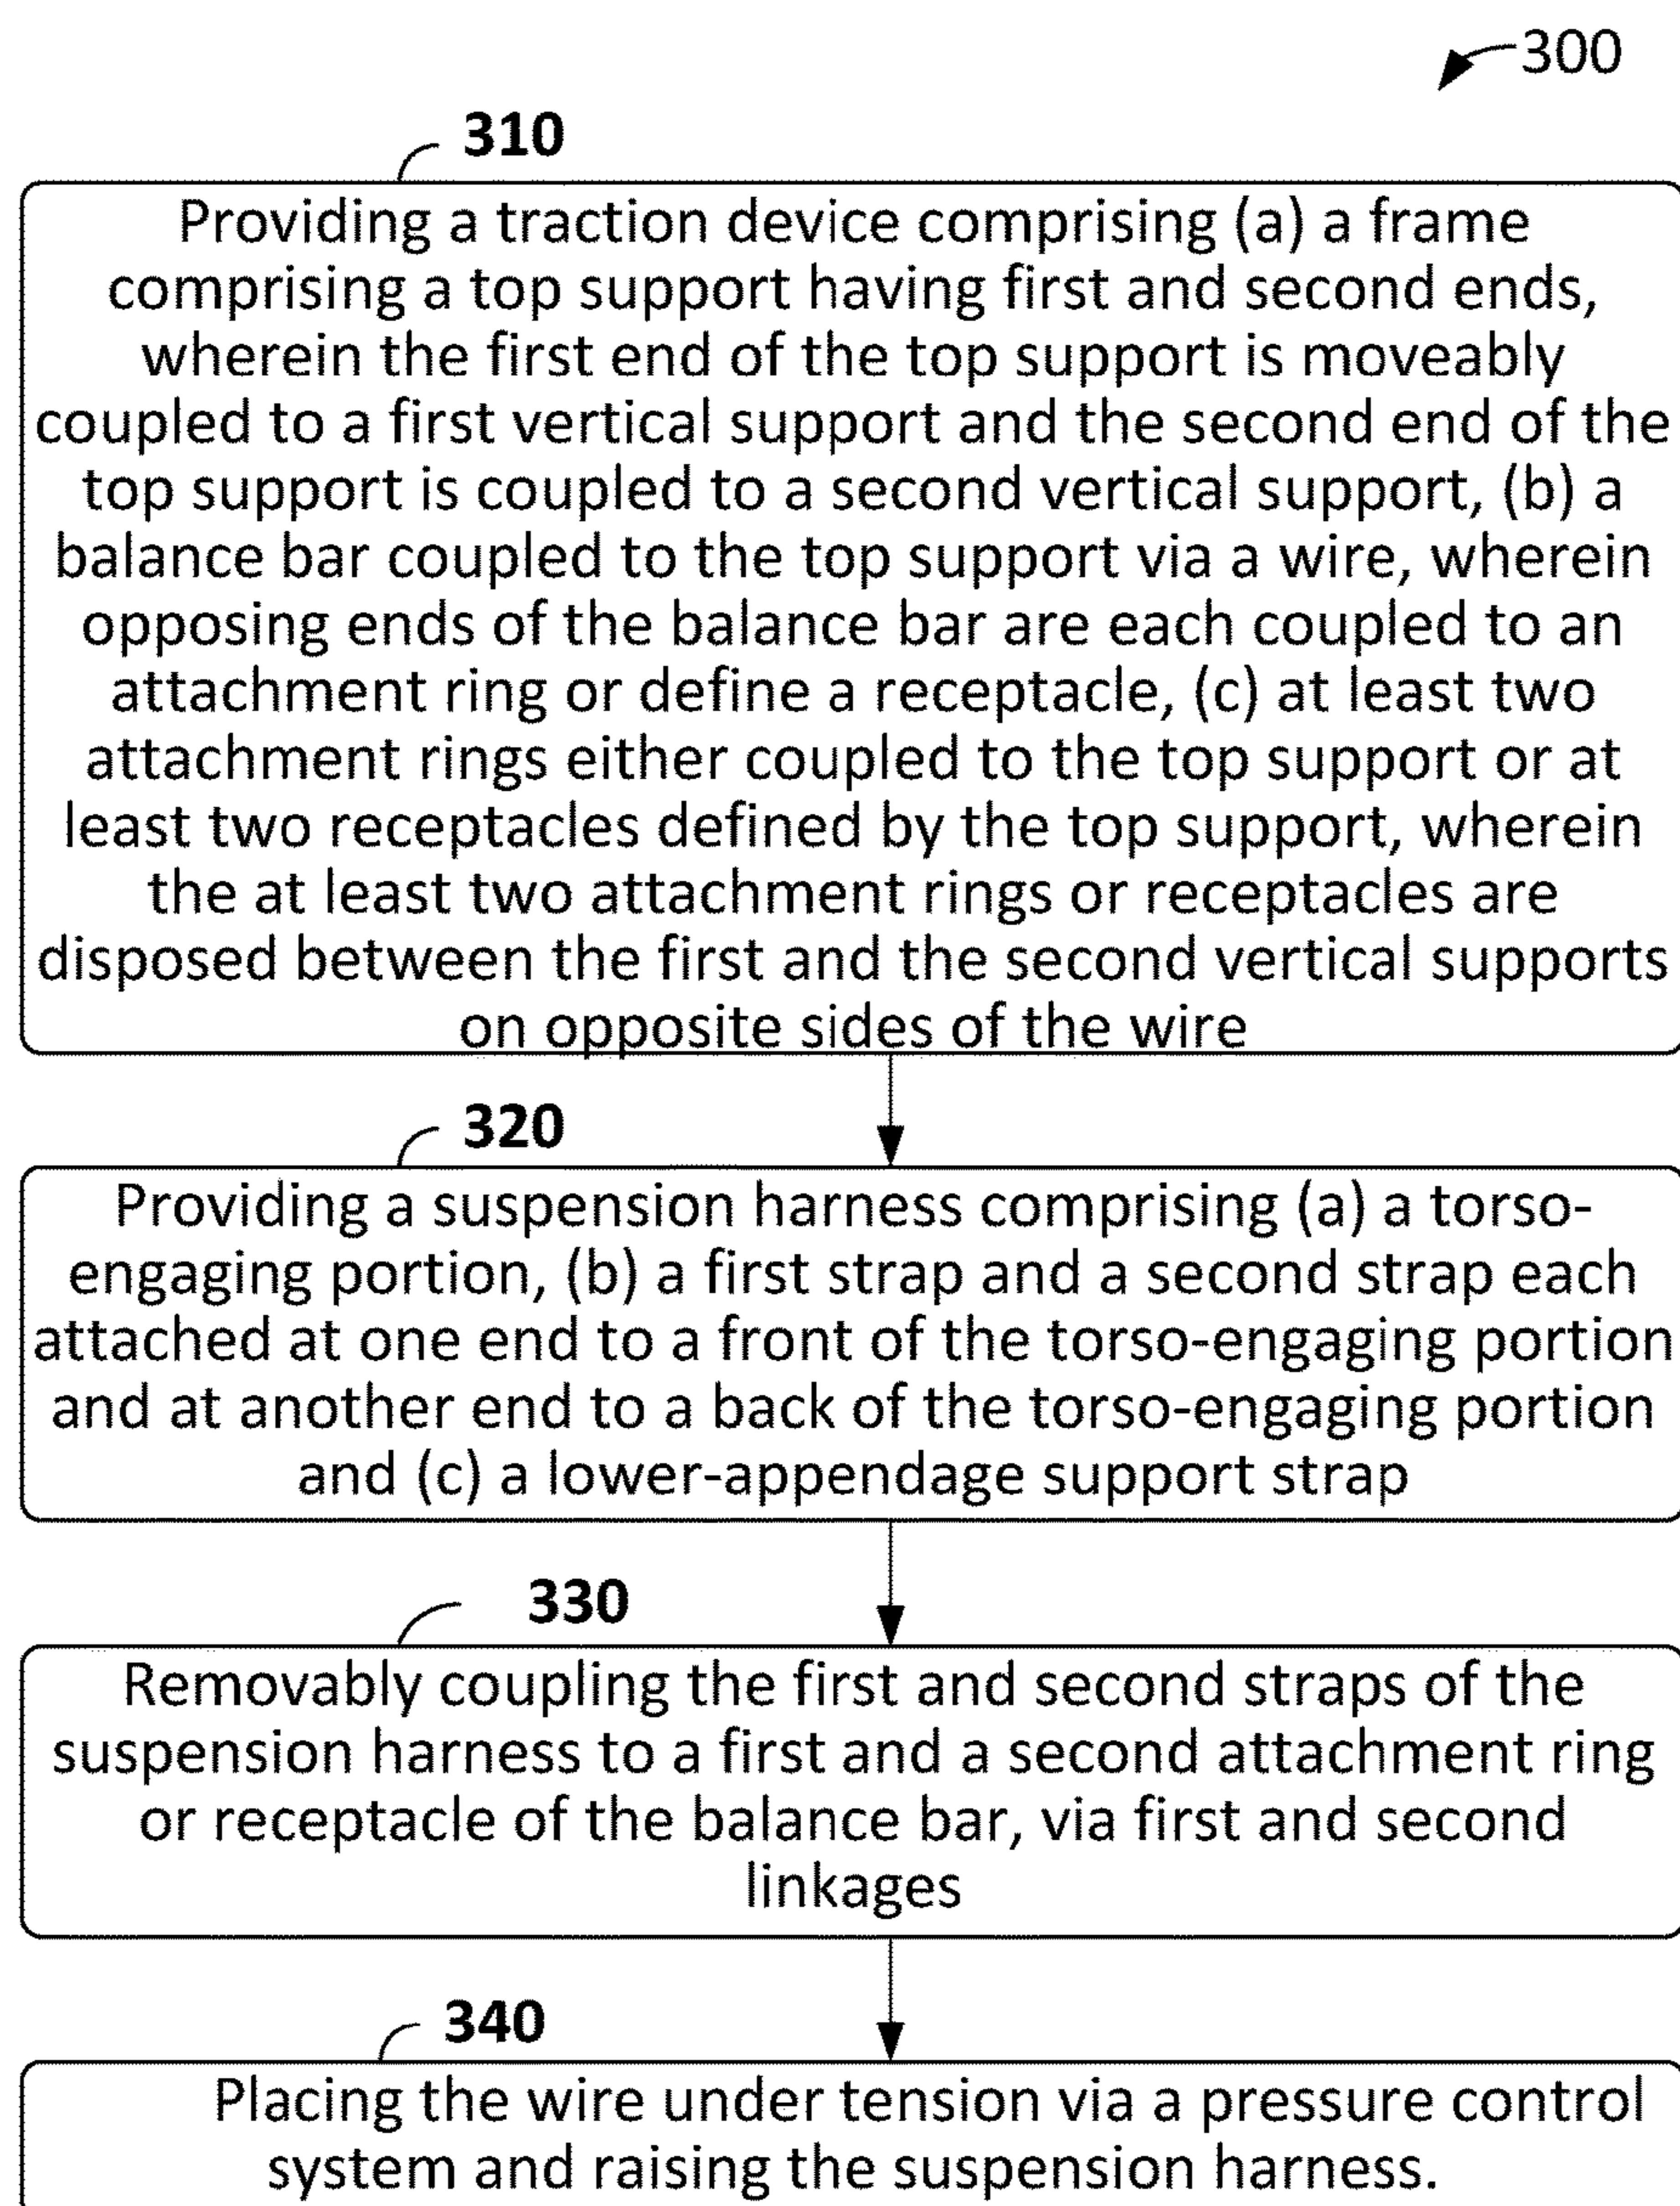 300
310
Providing a traction device comprising (a) a frame
comprising a top support having first and second ends,
wherein the first end of the top support is moveably
coupled to a first vertical support and the second end of the
top support is coupled to a second vertical support, (b) a
balance bar coupled to the top support via a wire, wherein
opposing ends of the balance bar are each coupled to an
attachment ring or define a receptacle, (c) at least two
attachment rings either coupled to the top support or at
least two receptacles defined by the top support, wherein
the at least two attachment rings or receptacles are
disposed between the first and the second vertical supports
on opposite sides of the wire
320
Providing a suspension harness comprising (a) a torso-
engaging portion, (b) a first strap and a second strap each
attached at one end to a front of the torso-engaging portion
and at another end to a back of the torso-engaging portion
and (c) a lower-appendage support strap
330
Removably coupling the first and second straps of the
suspension harness to a first and a second attachment ring
or receptacle of the balance bar, via first and second
linkages
340
Placing the wire under tension via a pressure control
system and raising the suspension harness.